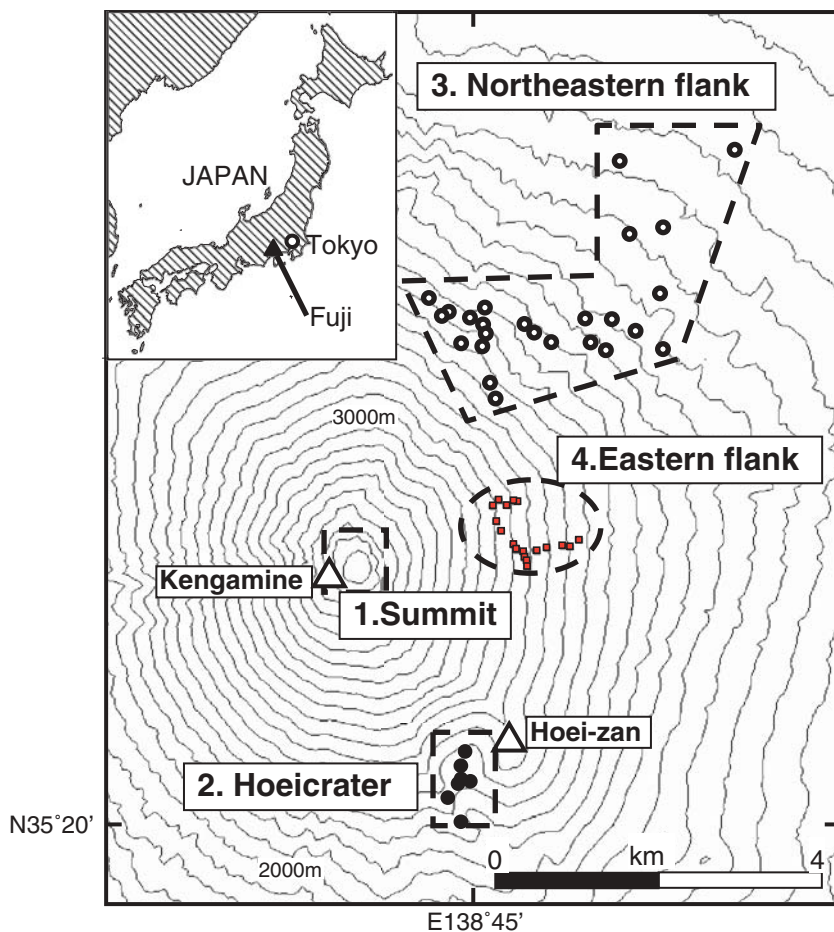 3. Northeastern flank
JAPAN
Tokyo
Fuji
3000m
4.Eastern flank
Kengamine
1.Summit
Hoei-zan
2. Hoeicrater
N35°20'
0 km 4
2000m
E138°45'